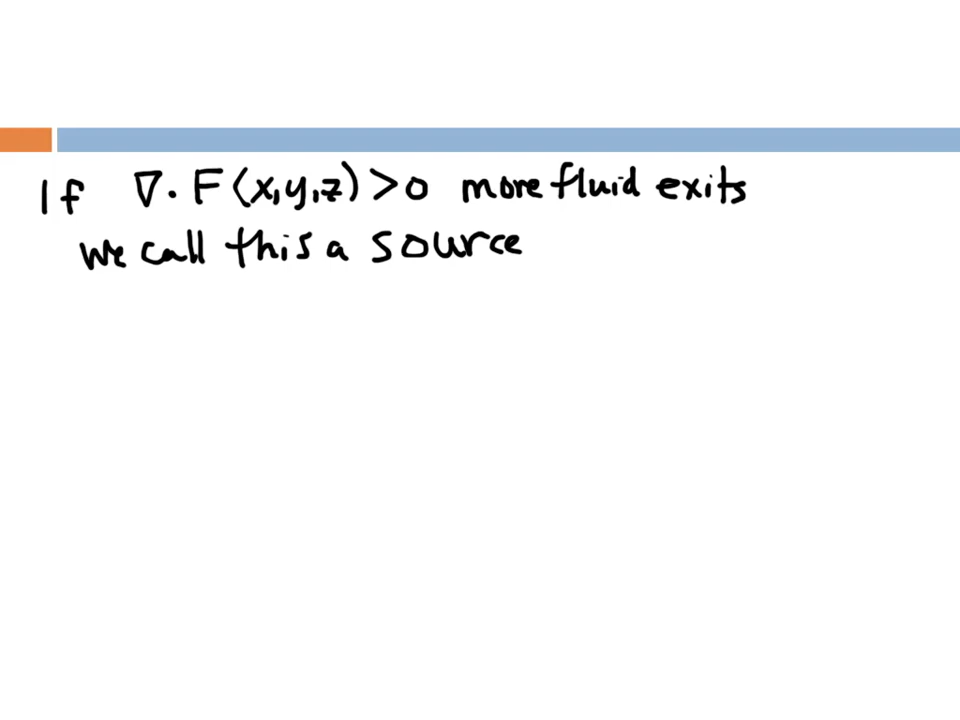 If ∇· F(x,y,z) > 0 more fluid exits
we call this a source